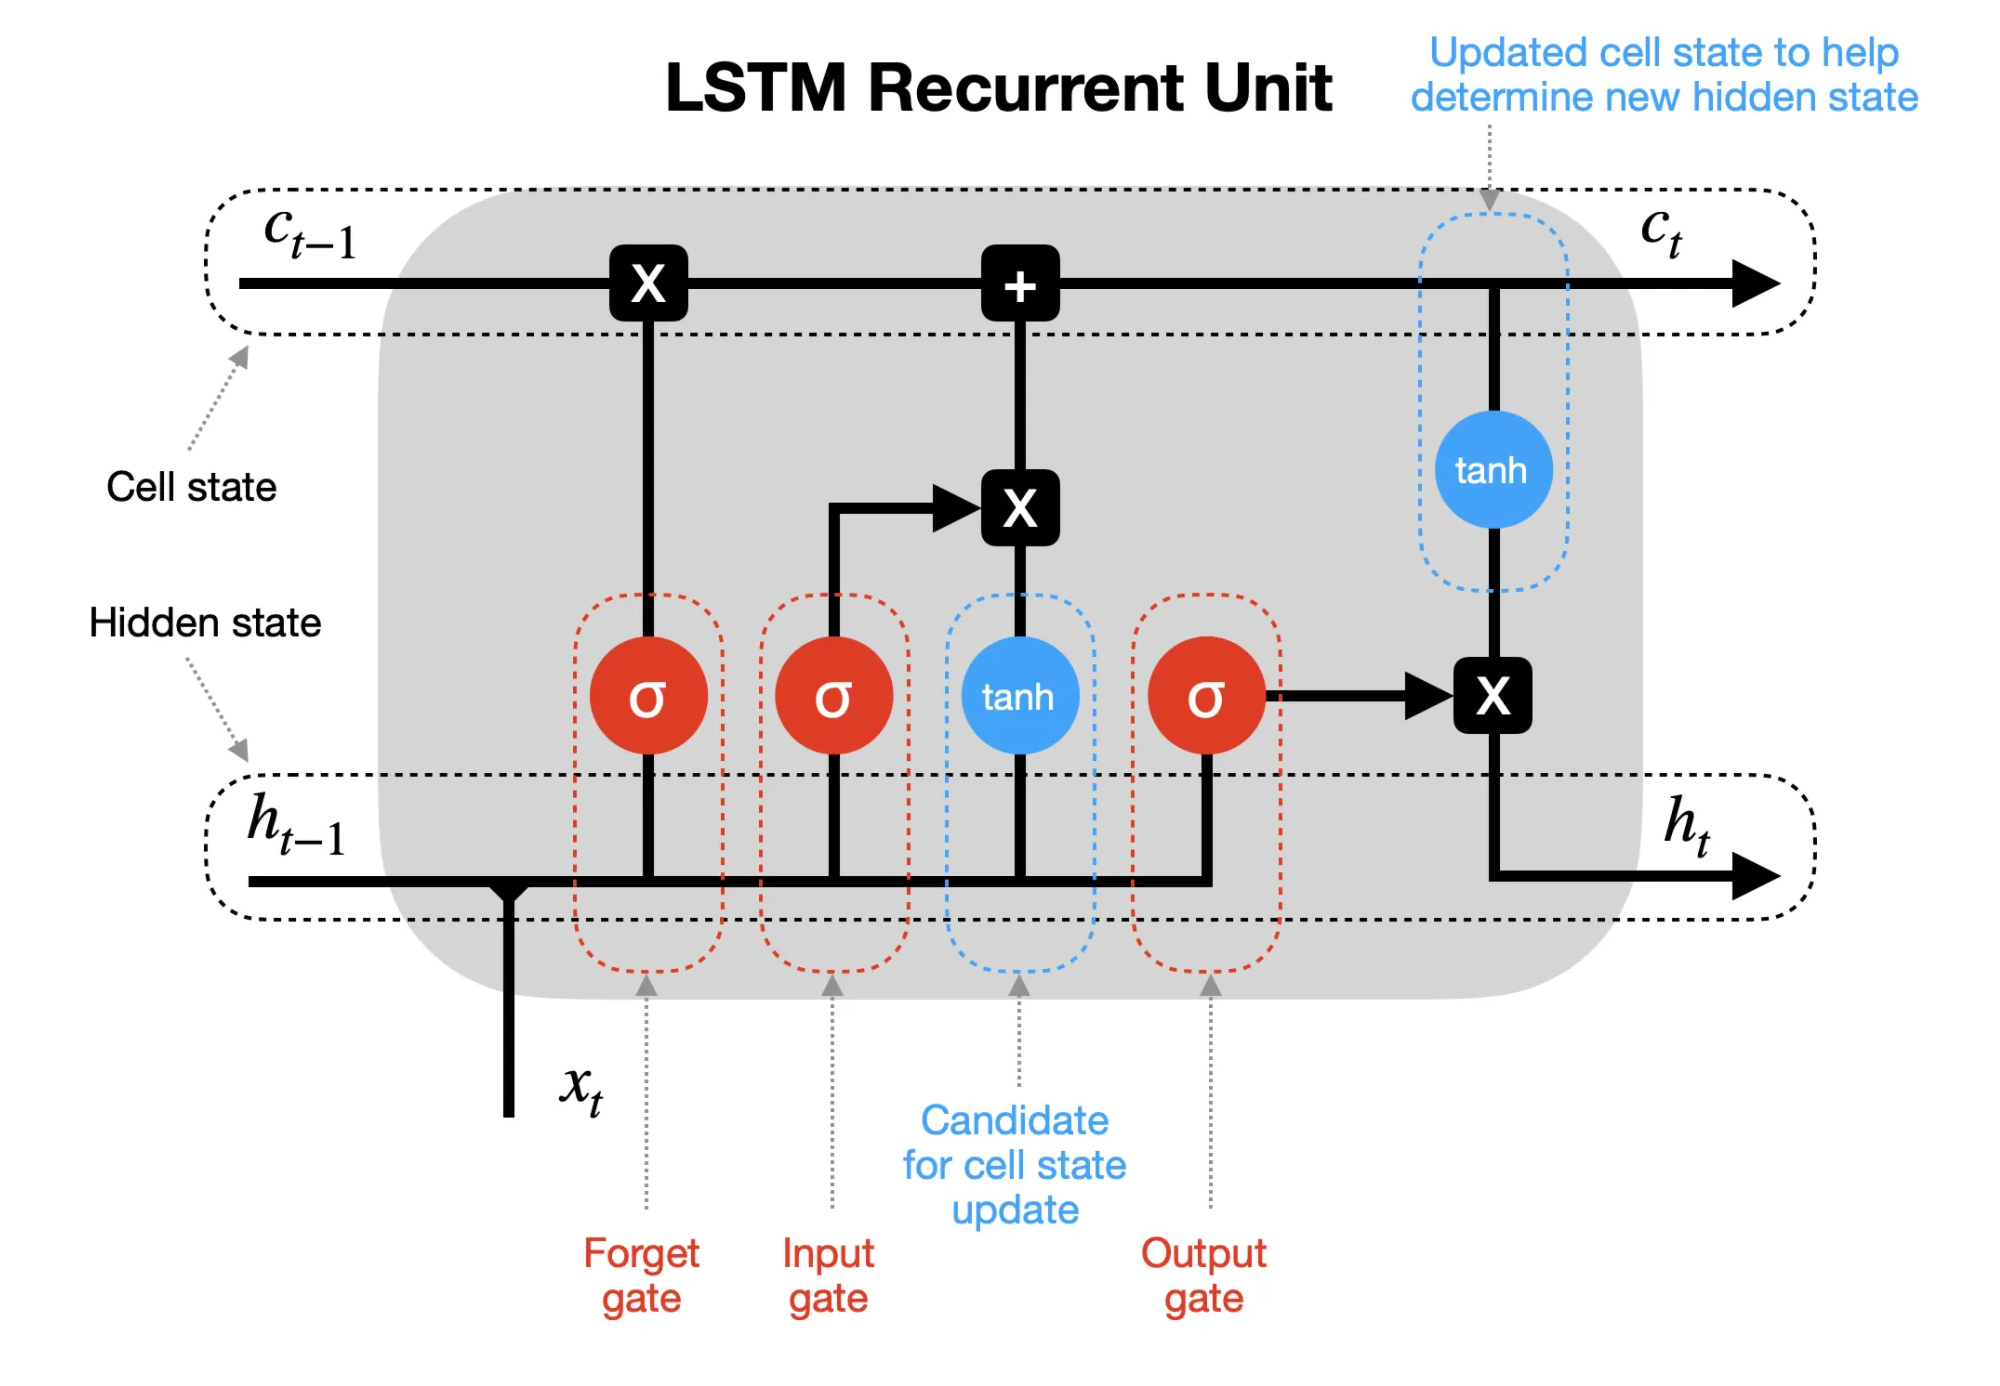 LSTM Recurrent Unit
Updated cell state to help
determine new hidden state
c_{t−1}
c_t
X
+
Cell state
tanh
X
Hidden state
σ
σ
tanh
σ
X
h_{t−1}
h_t
x_t
Candidate
for cell state
update
Forget
gate
Input
gate
Output
gate